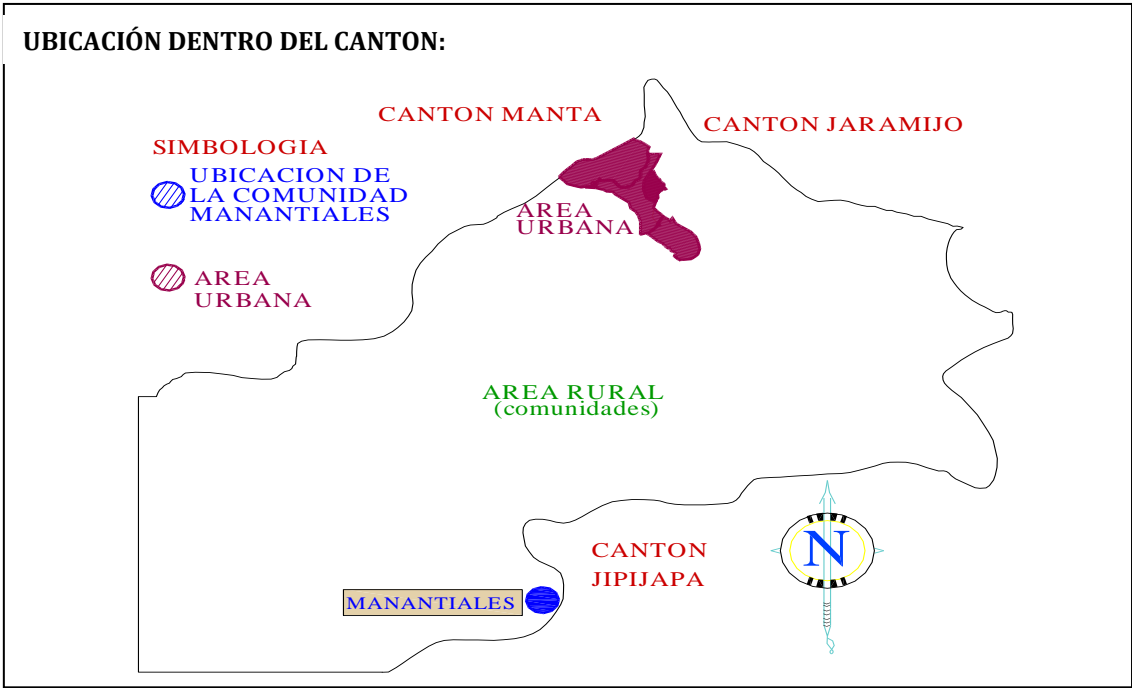 UBICACIÓN DENTRO DEL CANTON:
CANTON MANTA
CANTON JARAMIJO
SIMBOLOGIA
UBICACION DE
LA COMUNIDAD
MANANTIALES
AREA
URBANA
AREA
URBANA
AREA RURAL
(comunidades)
CANTON
JIPIJAPA
N
MANANTIALES